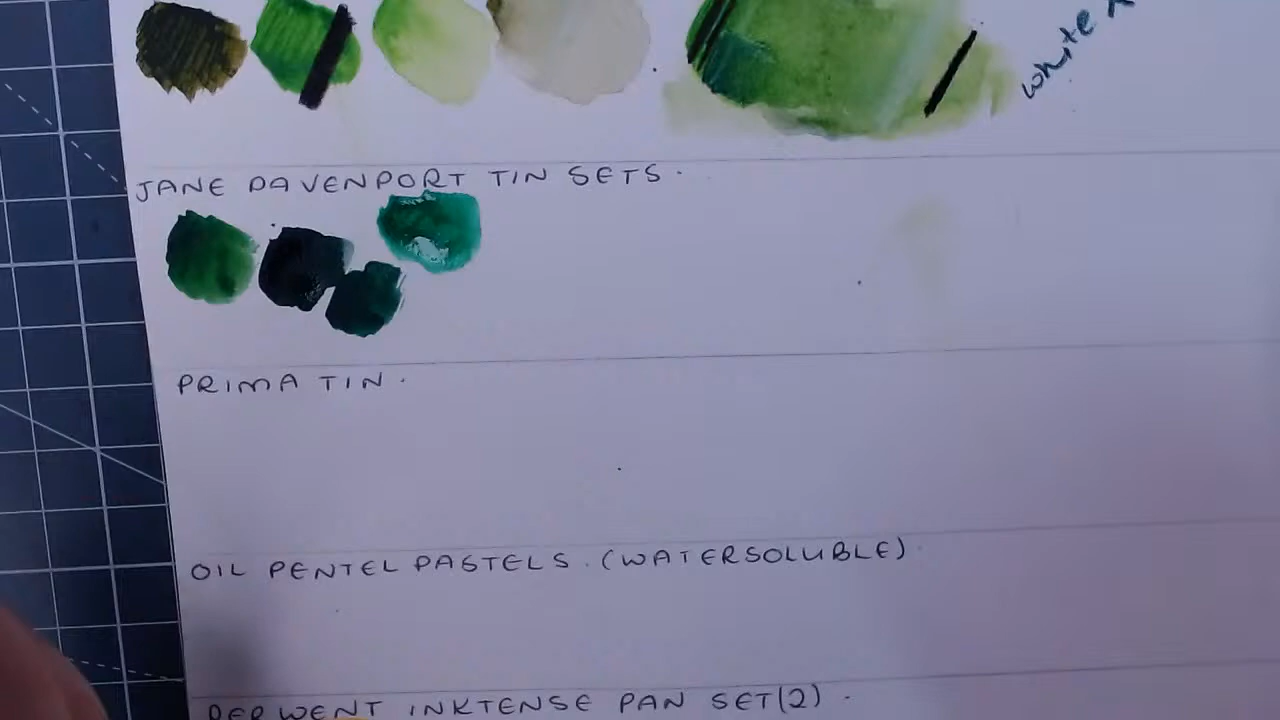 white
JANE DAVENPORT TIN SETS.
PRIMA TIN.
OIL PENTEL PASTELS. (WATERSOLUBLE)
DERWENT INKTENSE PAN SET(2).